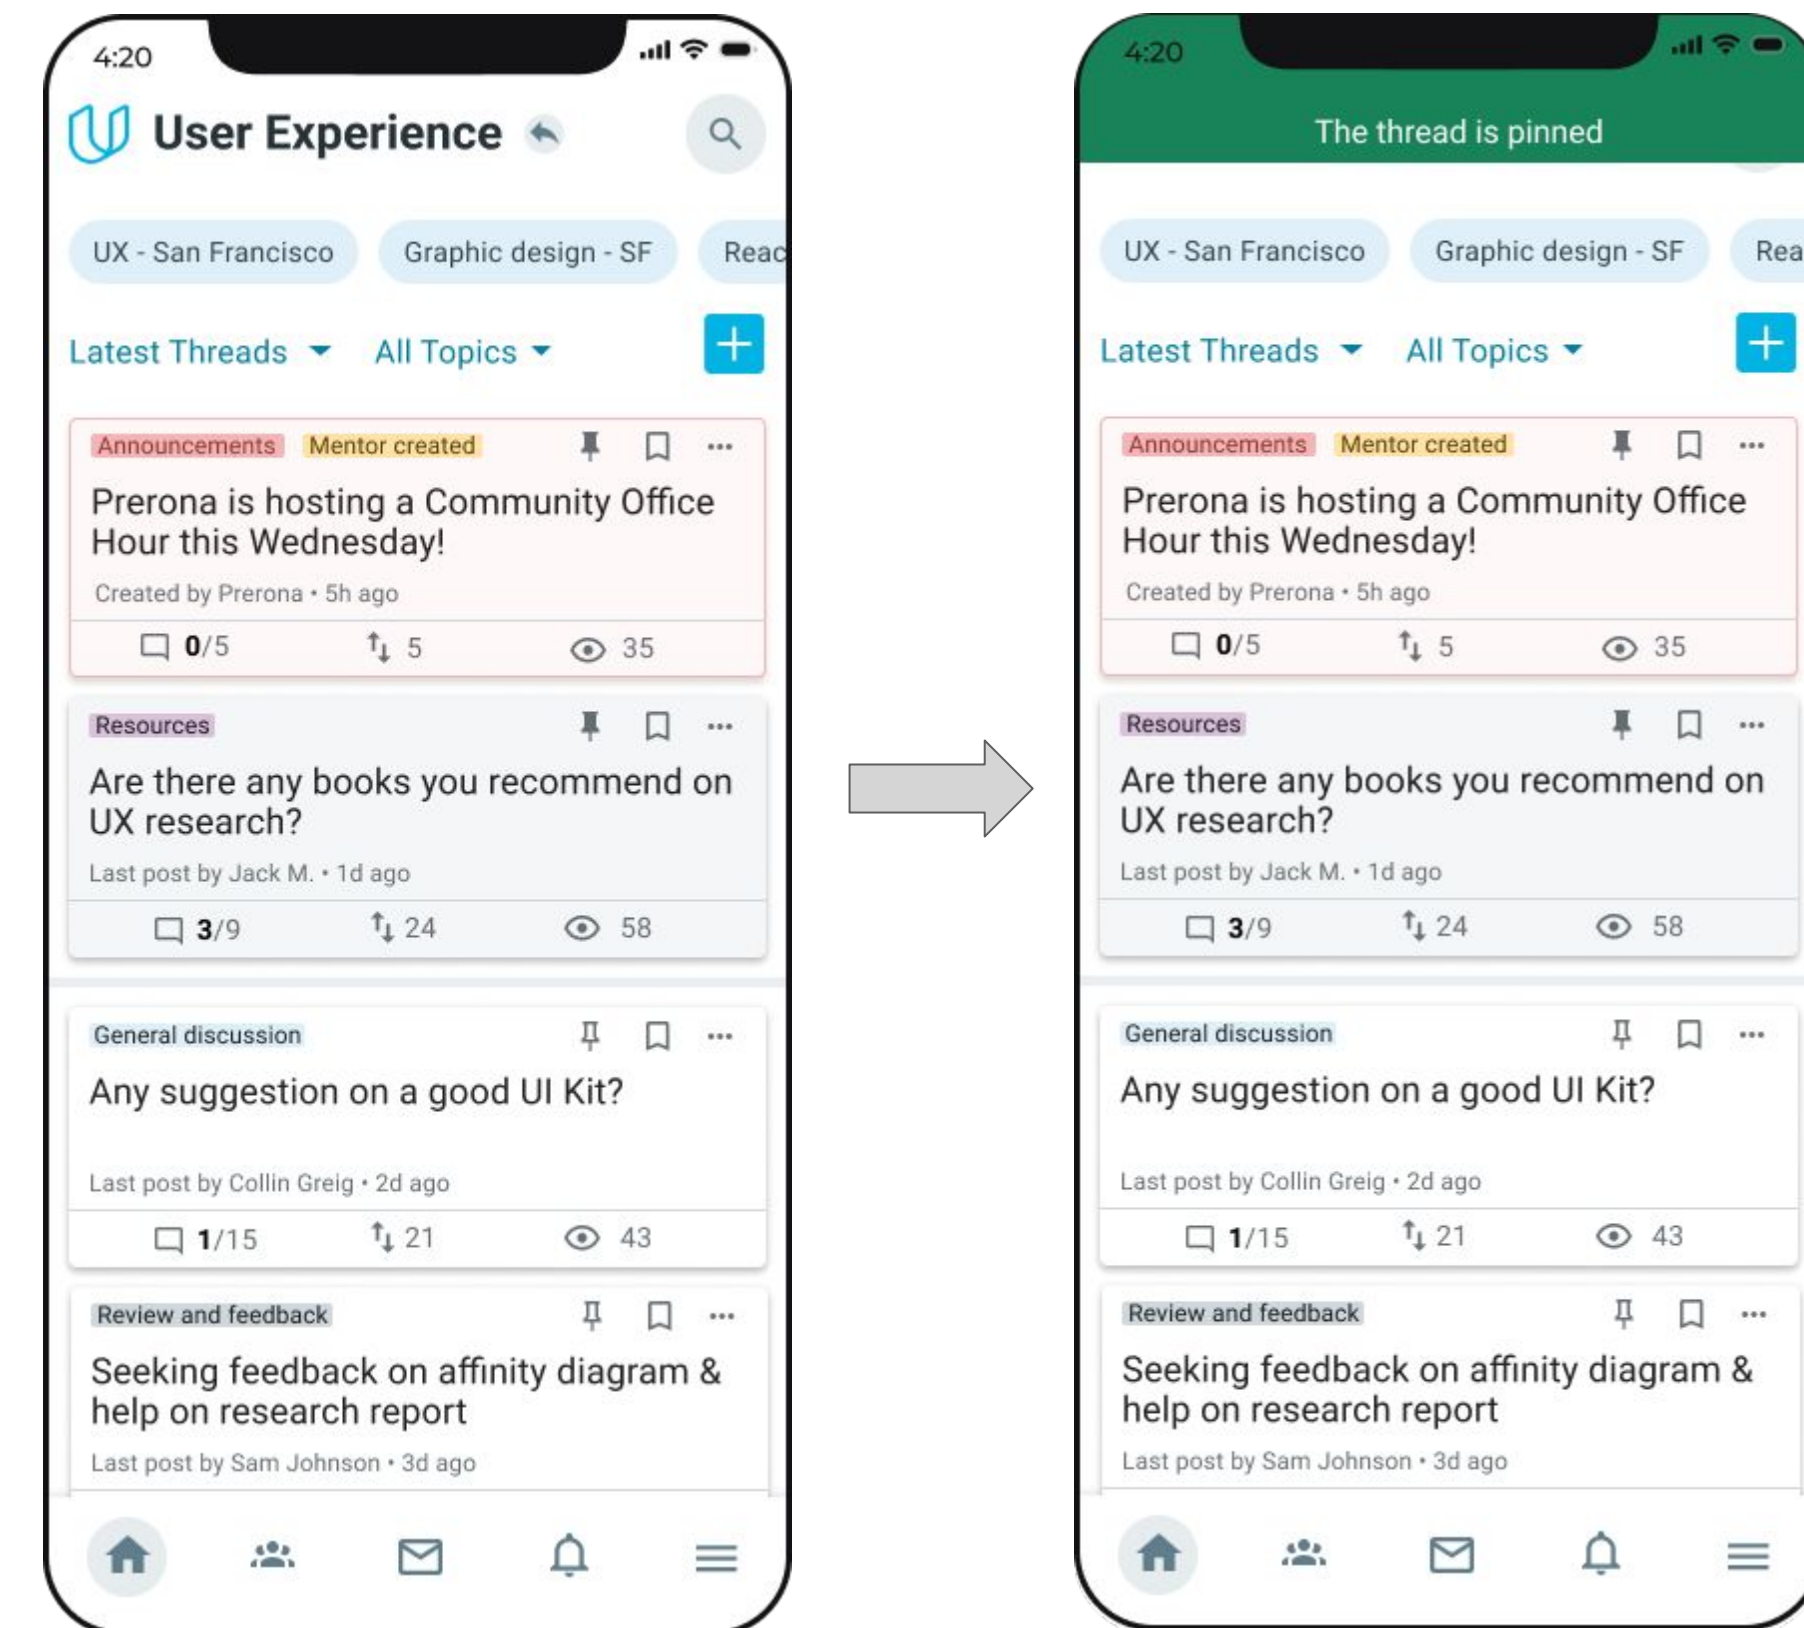 4:20
User Experience
UX - San Francisco
Graphic design - SF
Reac
Latest Threads
All Topics
Announcements
Mentor created
Prerona is hosting a Community Office
Hour this Wednesday!
Created by Prerona • 5h ago
0/5
5
35
Resources
Are there any books you recommend on
UX research?
Last post by Jack M. • 1d ago
3/9
24
58
General discussion
Any suggestion on a good UI Kit?
Last post by Collin Greig • 2d ago
1/15
21
43
Review and feedback
Seeking feedback on affinity diagram &
help on research report
Last post by Sam Johnson • 3d ago
4:20
The thread is pinned
UX - San Francisco
Graphic design - SF
Rea
Latest Threads
All Topics
Announcements
Mentor created
Prerona is hosting a Community Office
Hour this Wednesday!
Created by Prerona • 5h ago
0/5
5
35
Resources
Are there any books you recommend on
UX research?
Last post by Jack M. • 1d ago
3/9
24
58
General discussion
Any suggestion on a good UI Kit?
Last post by Collin Greig • 2d ago
1/15
21
43
Review and feedback
Seeking feedback on affinity diagram &
help on research report
Last post by Sam Johnson • 3d ago